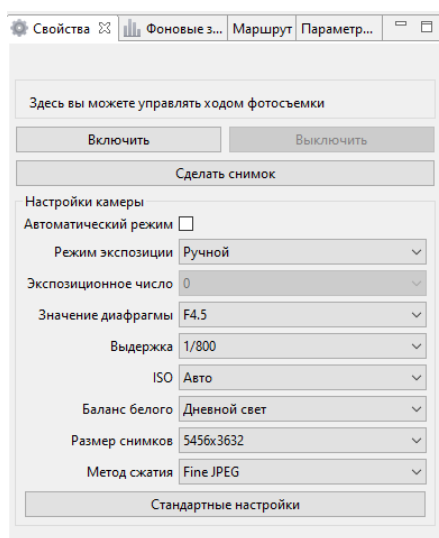 Свойства Фоновые з... Маршрут Параметр...
Здесь вы можете управлять ходом фотосъемки
Включить Выключить
Сделать снимок
Настройки камеры
Автоматический режим
Режим экспозиции Ручной
Экспозиционное число 0
Значение диафрагмы F4.5
Выдержка 1/800
ISO Авто
Баланс белого Дневной свет
Размер снимков 5456x3632
Метод сжатия Fine JPEG
Стандартные настройки